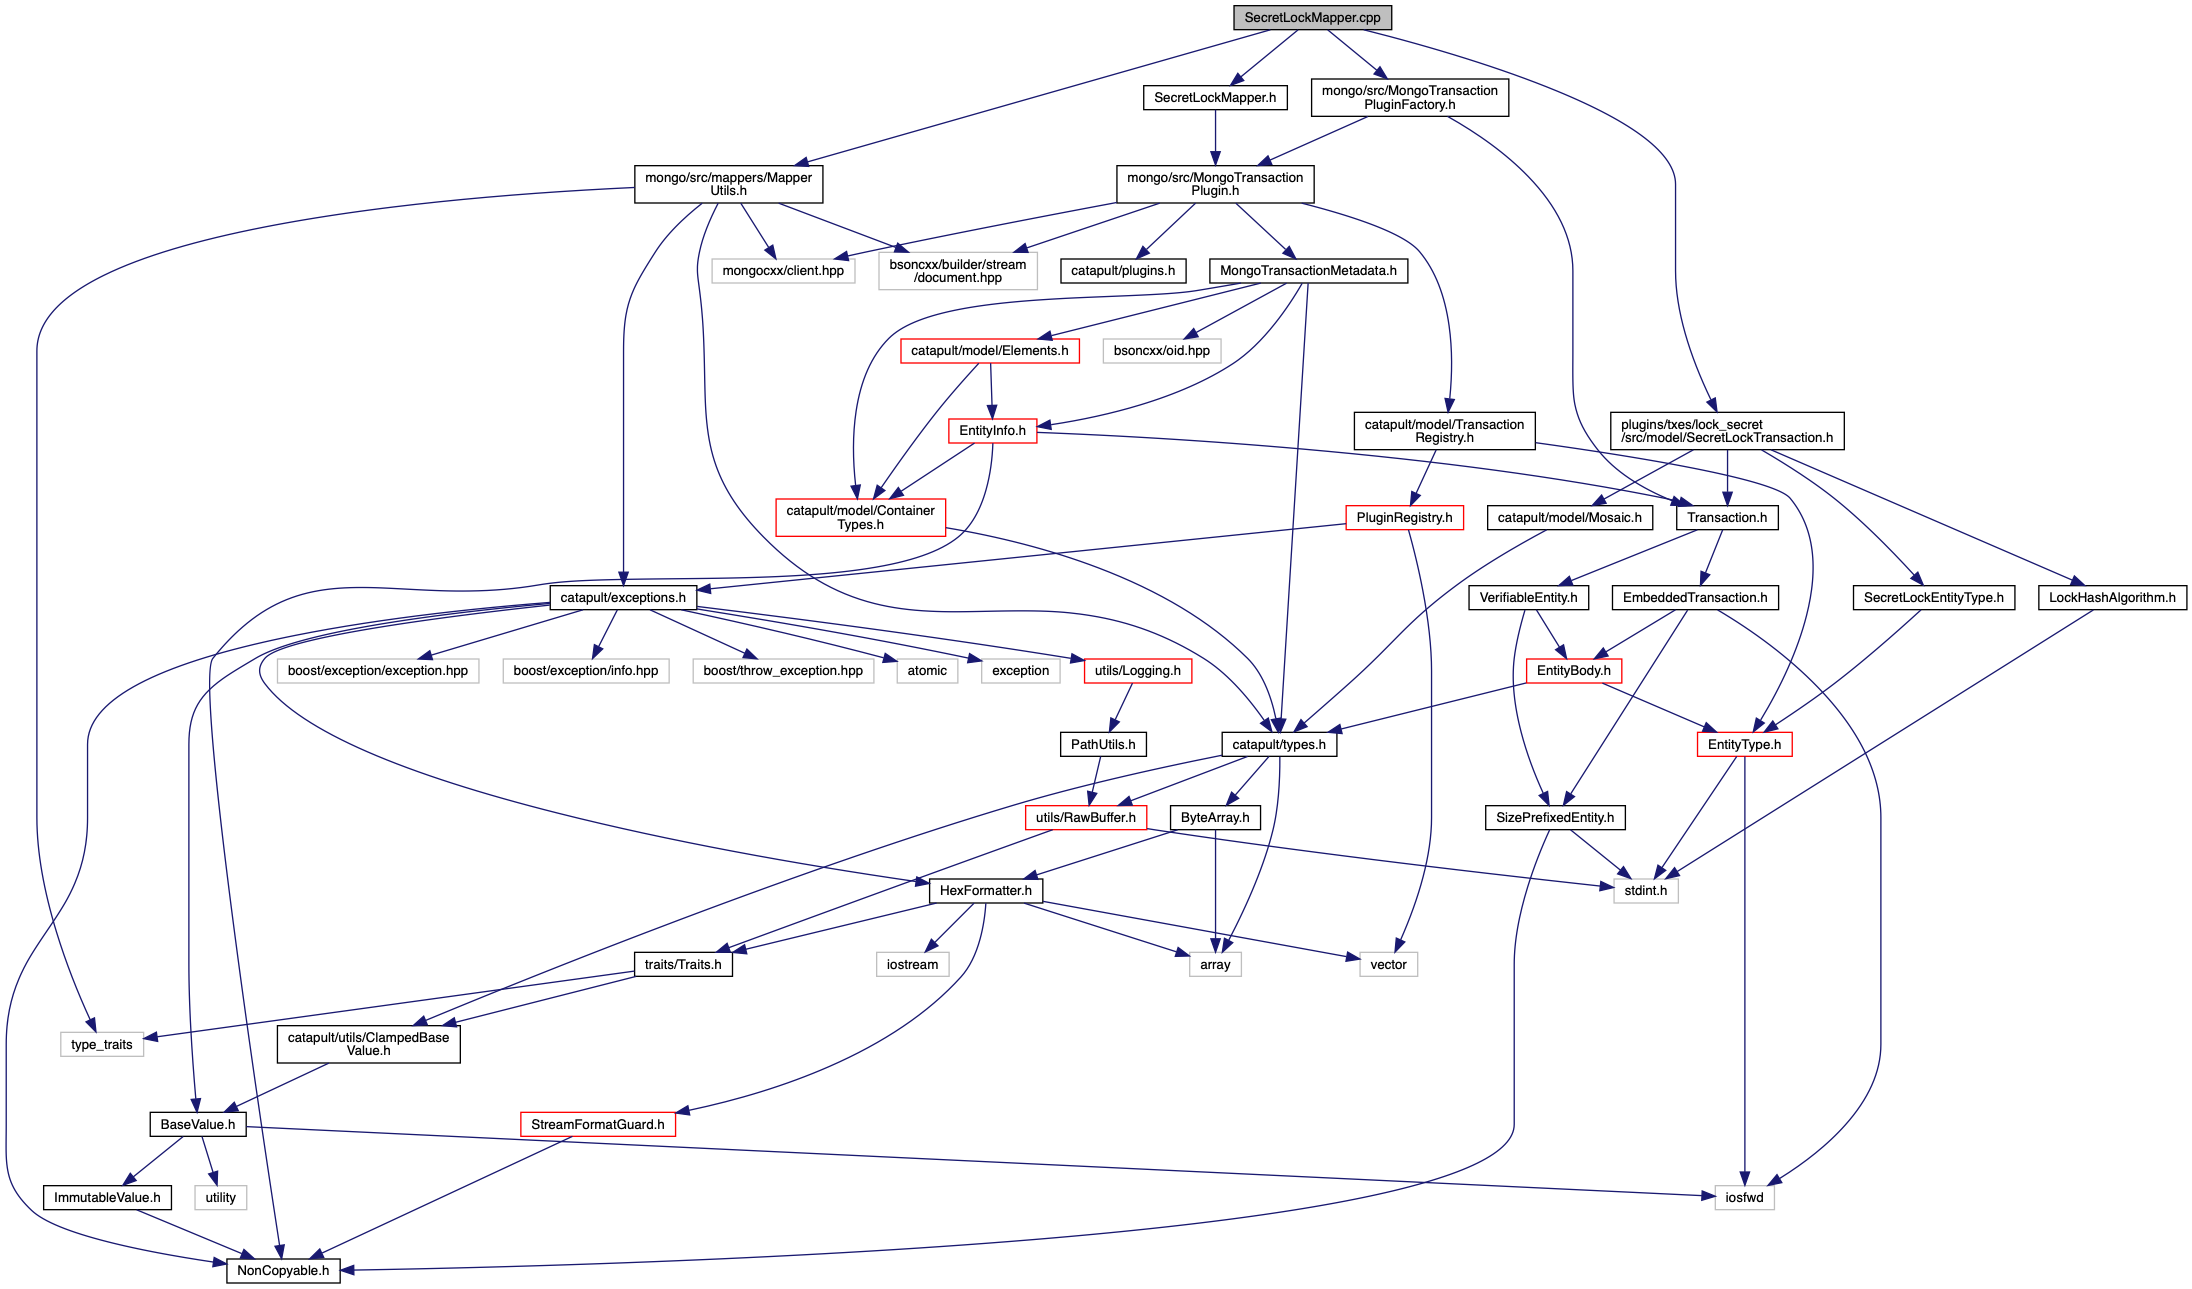 SecretLockMapper.cpp
SecretLockMapper.h
mongo/src/MongoTransaction
PluginFactory.h
mongo/src/mappers/Mapper
Utils.h
mongo/src/MongoTransaction
Plugin.h
mongocxx/client.hpp
bsoncxx/builder/stream
/document.hpp
catapult/plugins.h
MongoTransactionMetadata.h
catapult/model/Elements.h
bsoncxx/oid.hpp
EntityInfo.h
catapult/model/Transaction
Registry.h
plugins/txes/lock_secret
/src/model/SecretLockTransaction.h
catapult/model/Container
Types.h
PluginRegistry.h
catapult/model/Mosaic.h
Transaction.h
catapult/exceptions.h
VerifiableEntity.h
EmbeddedTransaction.h
SecretLockEntityType.h
LockHashAlgorithm.h
boost/exception/exception.hpp
boost/exception/info.hpp
boost/throw_exception.hpp
atomic
exception
utils/Logging.h
EntityBody.h
PathUtils.h
catapult/types.h
EntityType.h
utils/RawBuffer.h
ByteArray.h
SizePrefixedEntity.h
HexFormatter.h
stdint.h
traits/Traits.h
iostream
array
vector
type_traits
catapult/utils/ClampedBase
Value.h
BaseValue.h
StreamFormatGuard.h
ImmutableValue.h
utility
iosfwd
NonCopyable.h